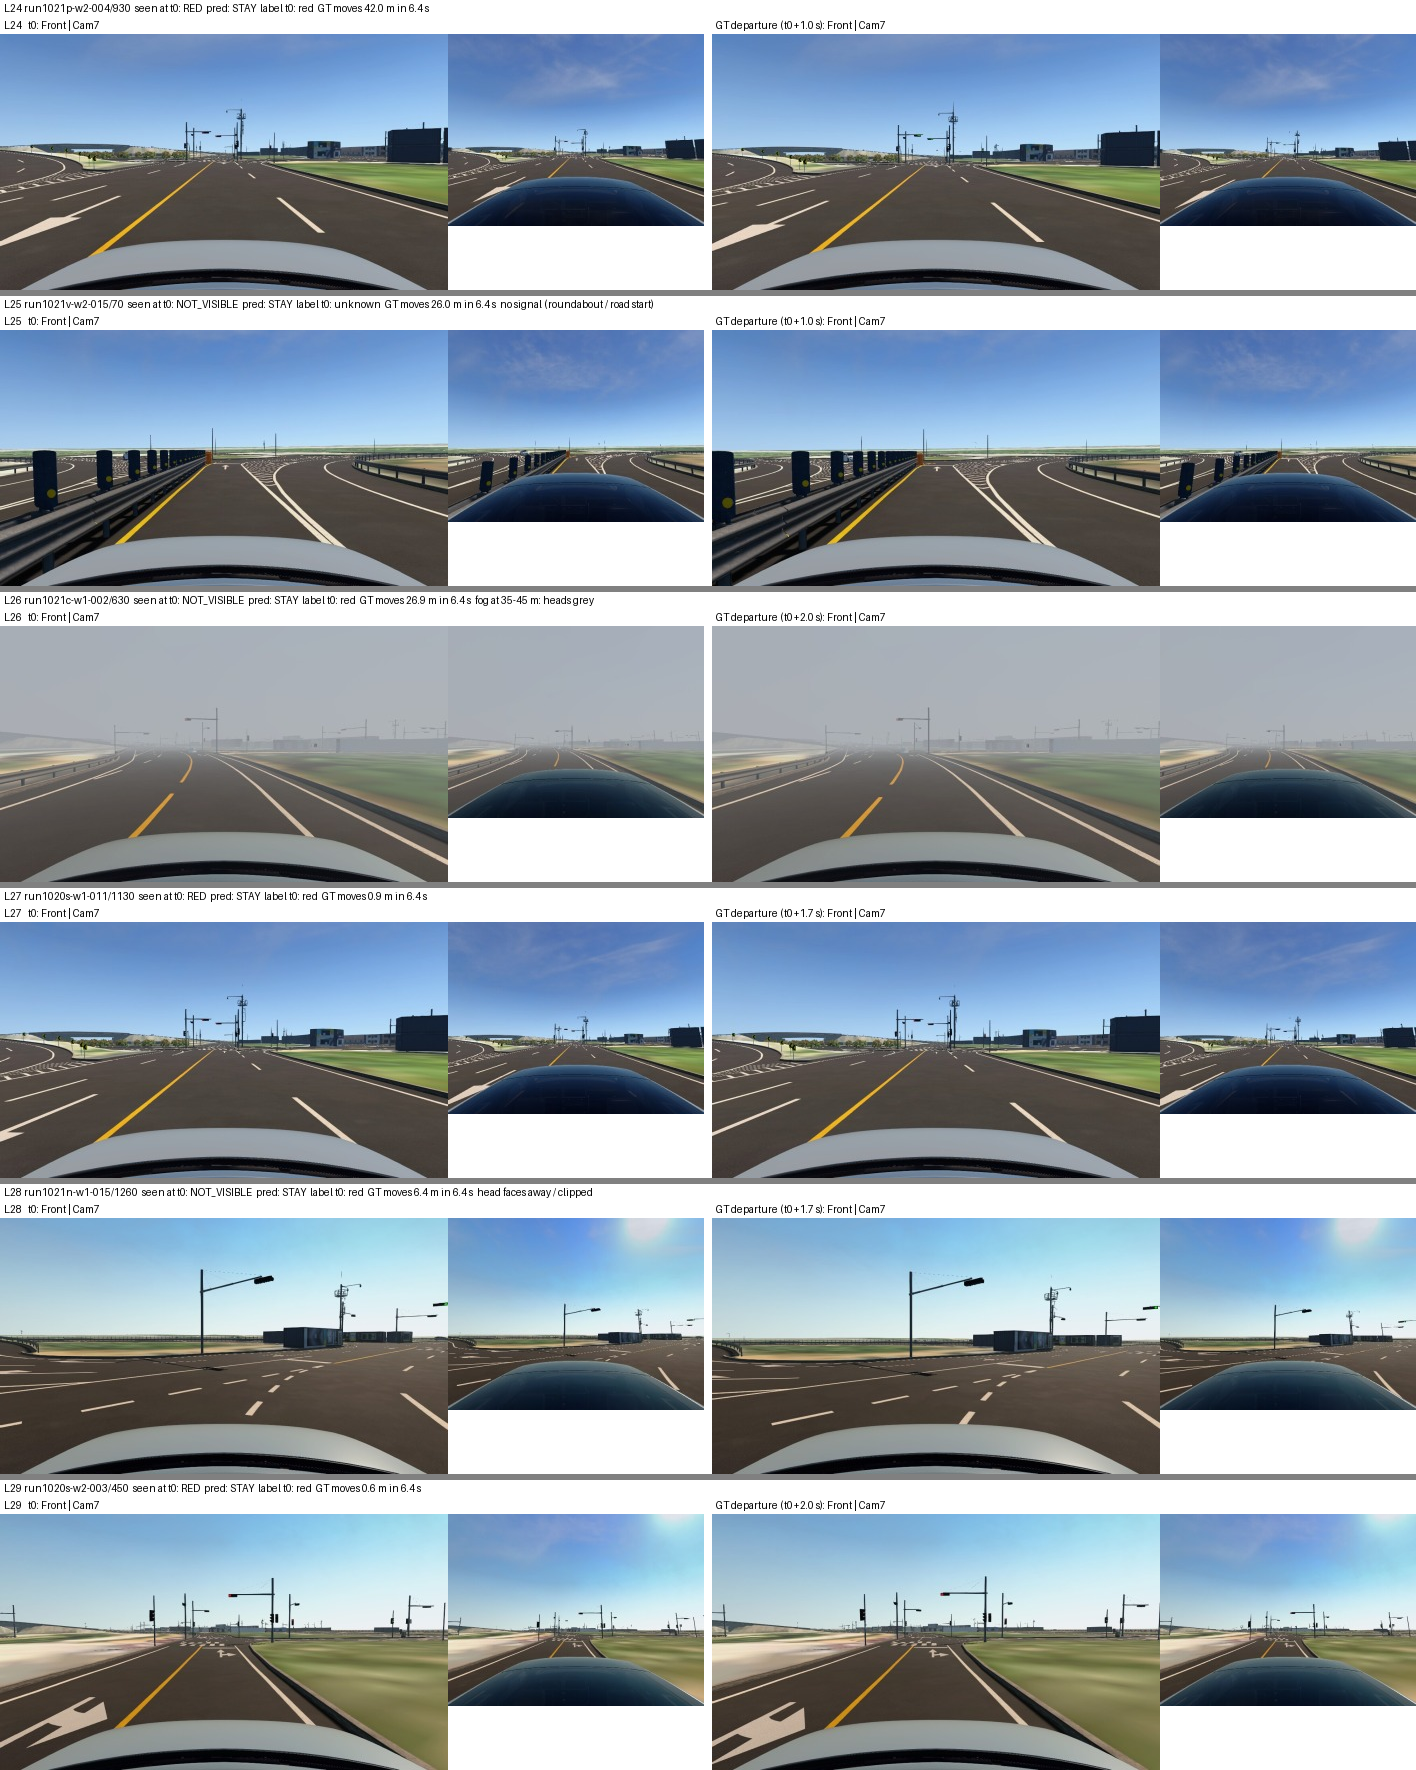 L24 run1021p-w2-004/930 seen at t0: RED pred: STAY label t0: red GT moves 42.0 m in 6.4 s
L24 t0: Front | Cam7
GT departure (t0+1.0 s): Front | Cam7
L25 run1021v-w2-015/70 seen at t0: NOT_VISIBLE pred: STAY label t0: unknown GT moves 26.0 m in 6.4 s no signal (roundabout / road start)
L25 t0: Front | Cam7
GT departure (t0+1.0 s): Front | Cam7
L26 run1021c-w1-002/630 seen at t0: NOT_VISIBLE pred: STAY label t0: red GT moves 26.9 m in 6.4 s fog at 35-45 m: heads grey
L26 t0: Front | Cam7
GT departure (t0+2.0 s): Front | Cam7
L27 run1020s-w1-011/1130 seen at t0: RED pred: STAY label t0: red GT moves 0.9 m in 6.4 s
L27 t0: Front | Cam7
GT departure (t0+1.7 s): Front | Cam7
L28 run1021n-w1-015/1260 seen at t0: NOT_VISIBLE pred: STAY label t0: red GT moves 6.4 m in 6.4 s head faces away / clipped
L28 t0: Front | Cam7
GT departure (t0+1.7 s): Front | Cam7
L29 run1020s-w2-003/450 seen at t0: RED pred: STAY label t0: red GT moves 0.6 m in 6.4 s
L29 t0: Front | Cam7
GT departure (t0+2.0 s): Front | Cam7